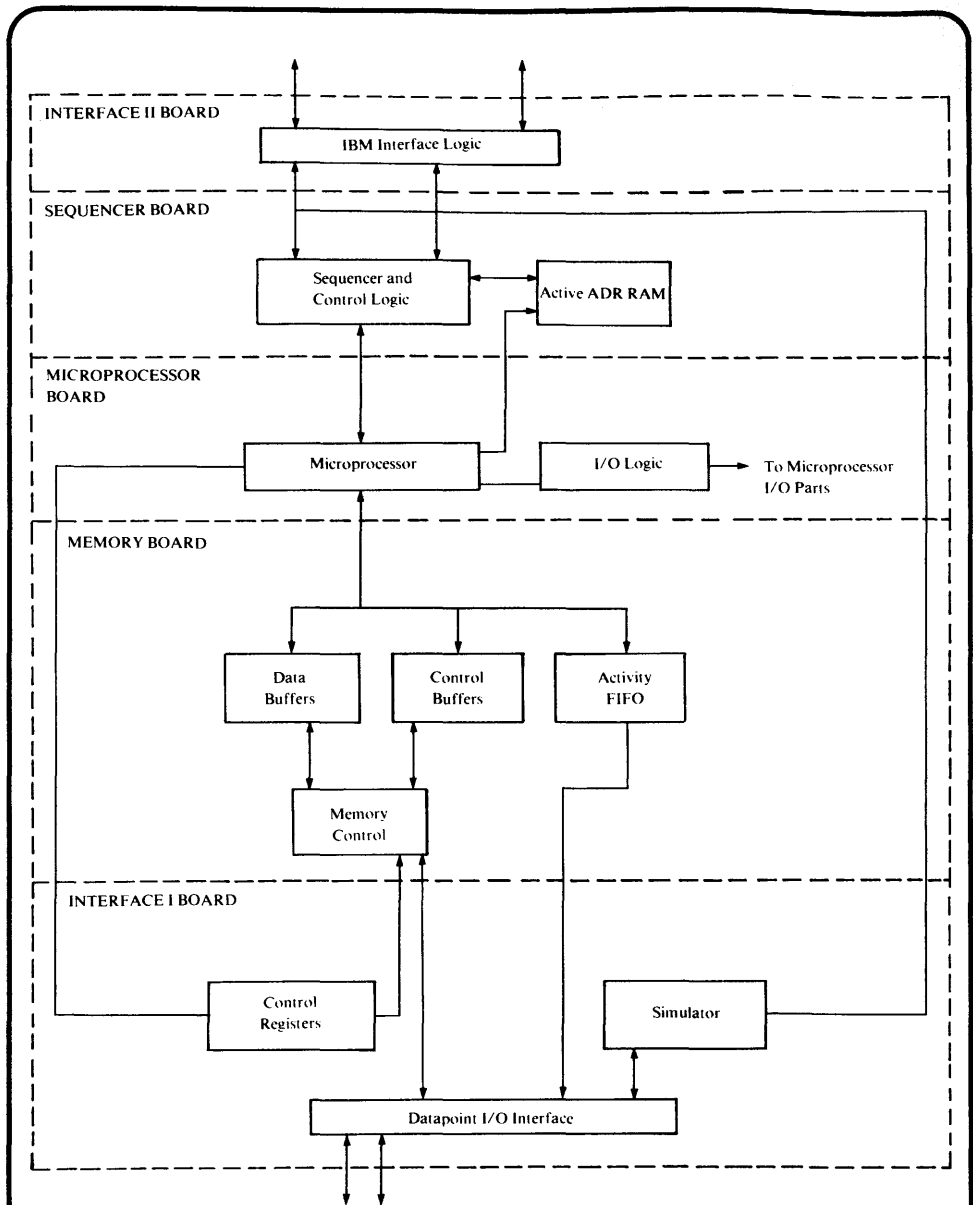 INTERFACE II BOARD
IBM Interface Logic
SEQUENCER BOARD
Sequencer and
Control Logic
Active ADR RAM
MICROPROCESSOR
BOARD
Microprocessor
I/O Logic
To Microprocessor
I/O Parts
MEMORY BOARD
Data
Buffers
Control
Buffers
Activity
FIFO
Memory
Control
INTERFACE I BOARD
Control
Registers
Simulator
Datapoint I/O Interface